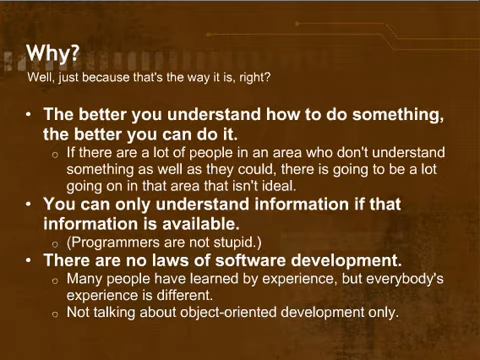 Why?
Well, just because that's the way it is, right?
• The better you understand how to do something,
the better you can do it.
o If there are a lot of people in an area who don't understand
something as well as they could, there is going to be a lot
going on in that area that isn't ideal.
• You can only understand information if that
information is available.
o (Programmers are not stupid.)
• There are no laws of software development.
o Many people have learned by experience, but everybody's
experience is different.
o Not talking about object-oriented development only.